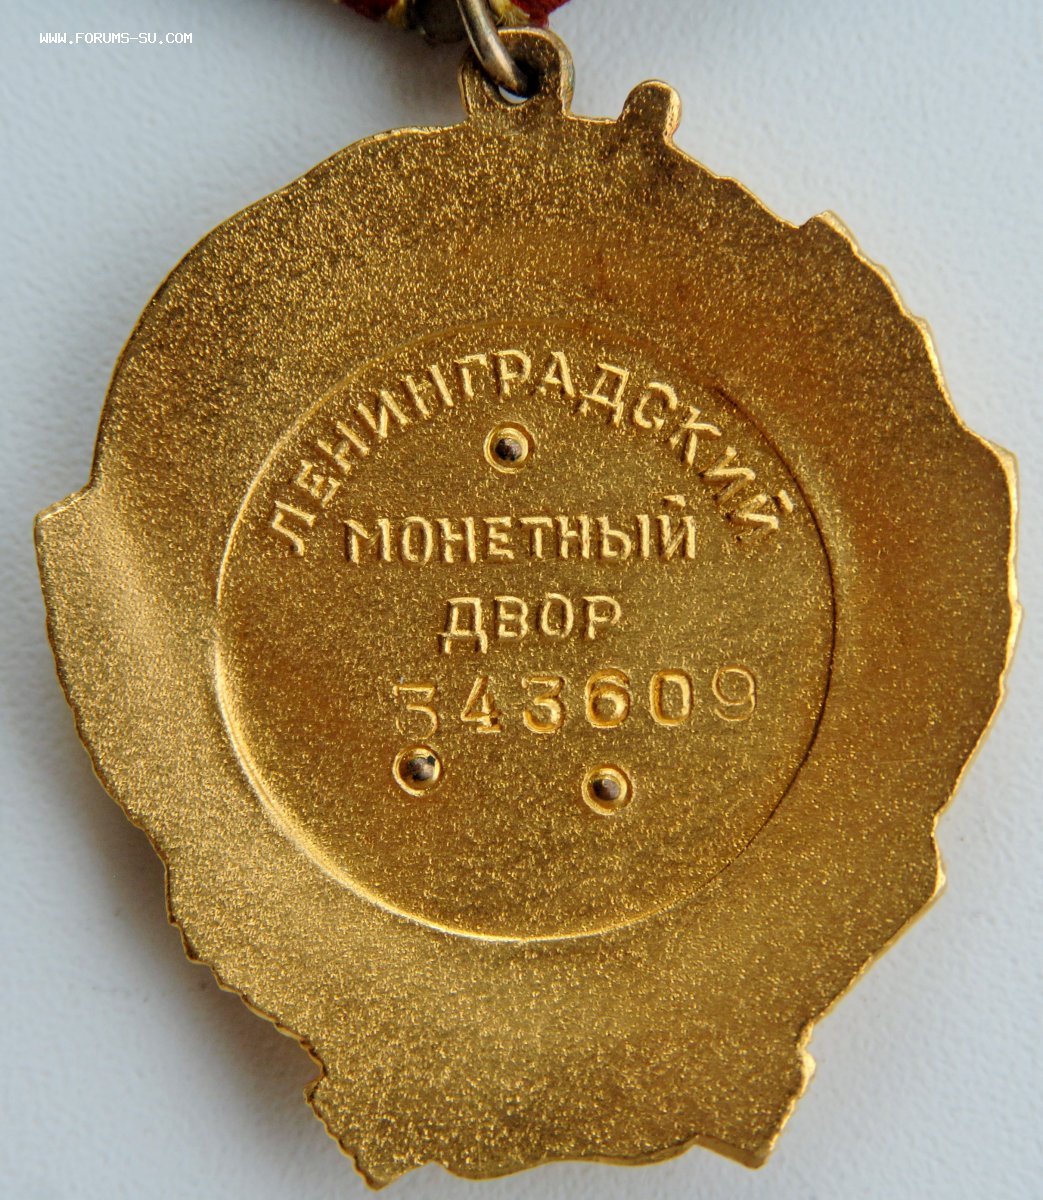 WWW.FORUMS-SU.COM
ЛЕНИНГРАДСКИЙ
МОНЕТНЫЙ
ДВОР
343609